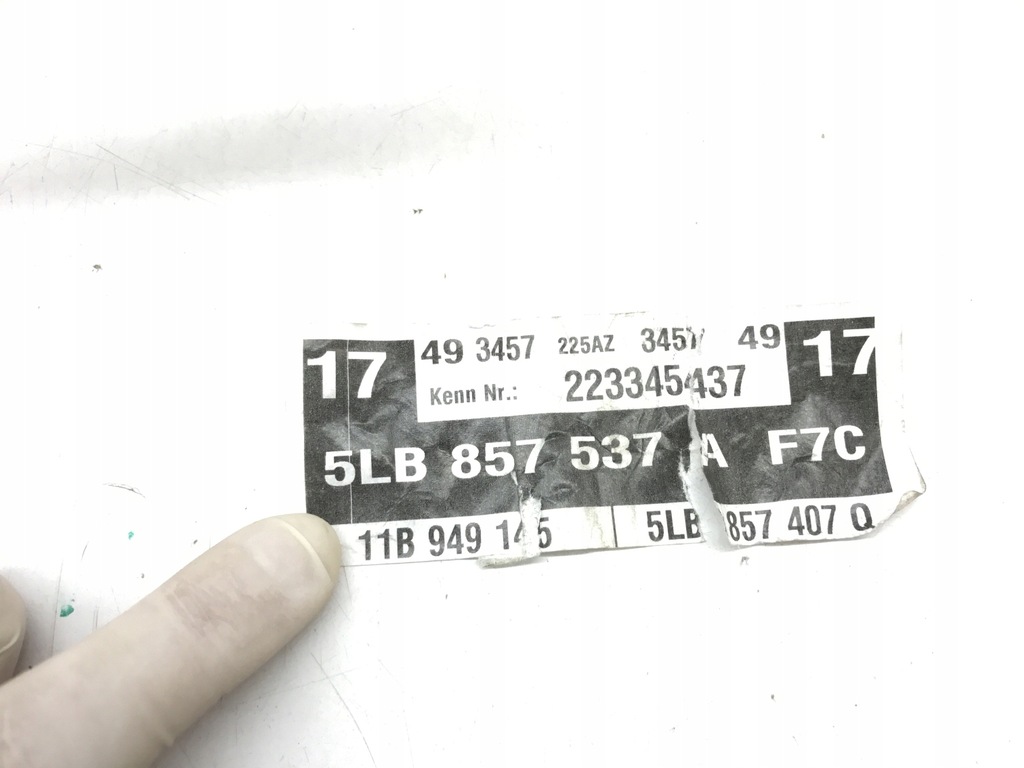 17 49 3457 225AZ 3457 49 17
Kenn Nr.: 223345437
5LB 857 537 A F7C
11B 949 145 5LB 857 407 Q